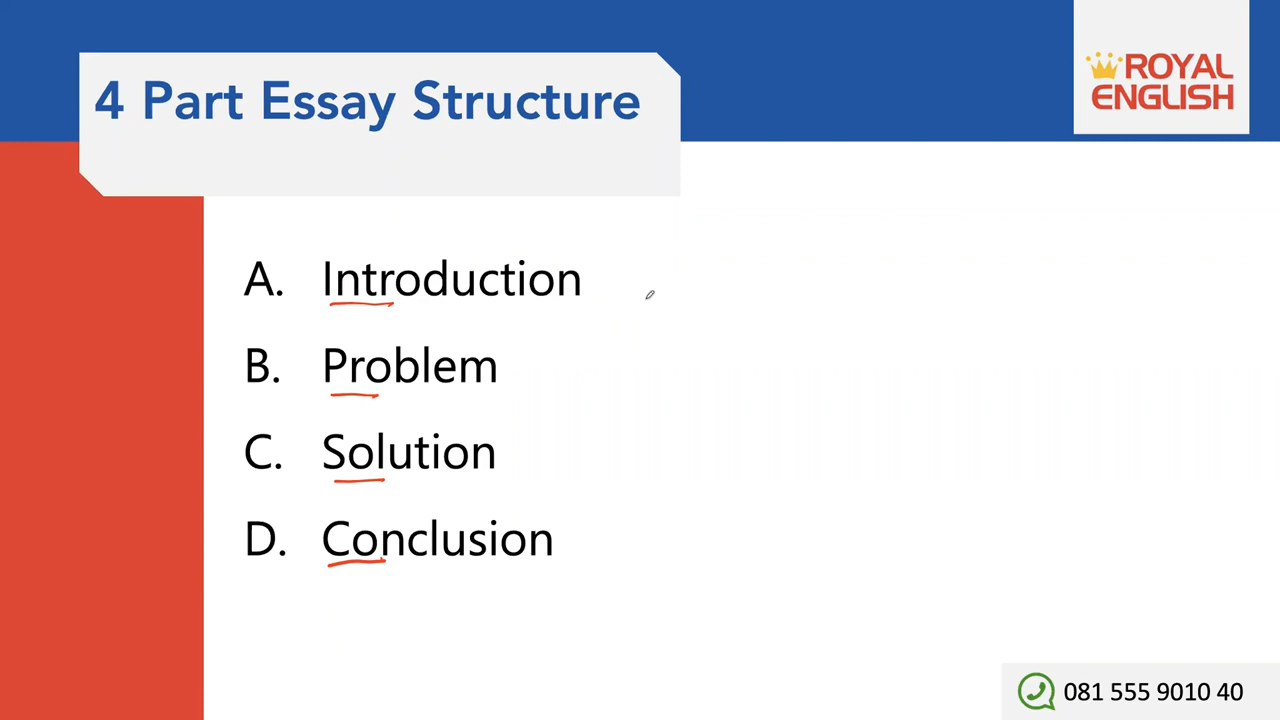 4 Part Essay Structure
ROYAL
ENGLISH
A. Introduction
B. Problem
C. Solution
D. Conclusion
081 555 9010 40